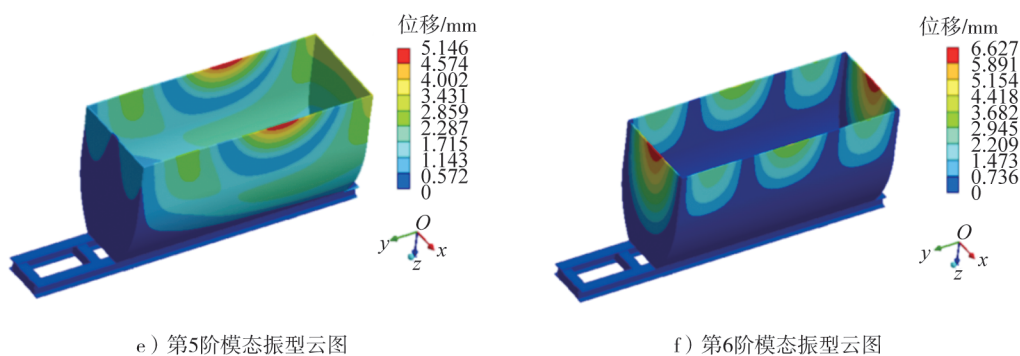 位移/mm
5.146
4.574
4.002
3.431
2.859
2.287
1.715
1.143
0.572
0
O
y
x
z
e）第5阶模态振型云图
位移/mm
6.627
5.891
5.154
4.418
3.682
2.945
2.209
1.473
0.736
0
O
y
x
z
f）第6阶模态振型云图